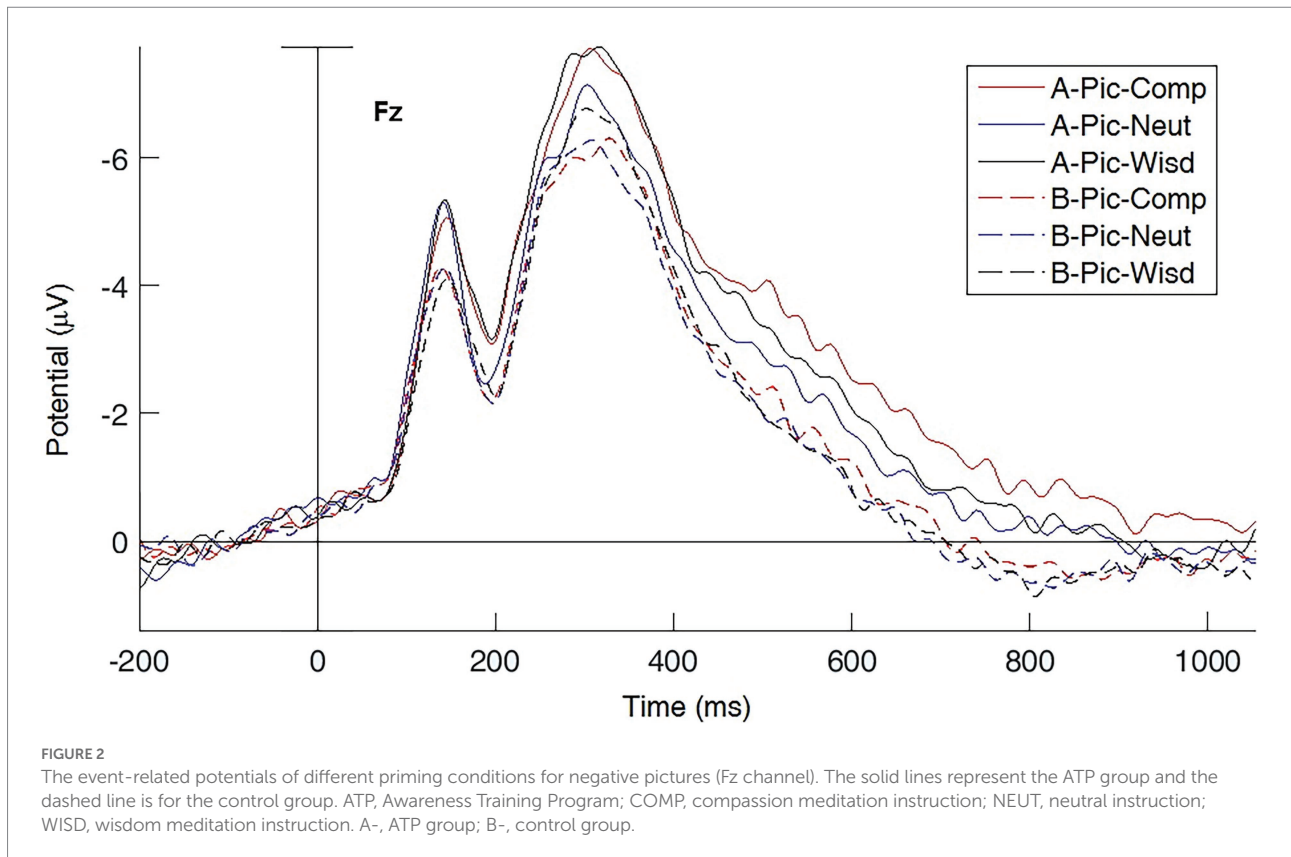 Fz
A-Pic-Comp
A-Pic-Neut
A-Pic-Wisd
B-Pic-Comp
B-Pic-Neut
B-Pic-Wisd
Potential (µV)
-6
-4
-2
0
-200
0
200
400
600
800
1000
Time (ms)
FIGURE 2
The event-related potentials of different priming conditions for negative pictures (Fz channel). The solid lines represent the ATP group and the
dashed line is for the control group. ATP, Awareness Training Program; COMP, compassion meditation instruction; NEUT, neutral instruction;
WISD, wisdom meditation instruction. A-, ATP group; B-, control group.